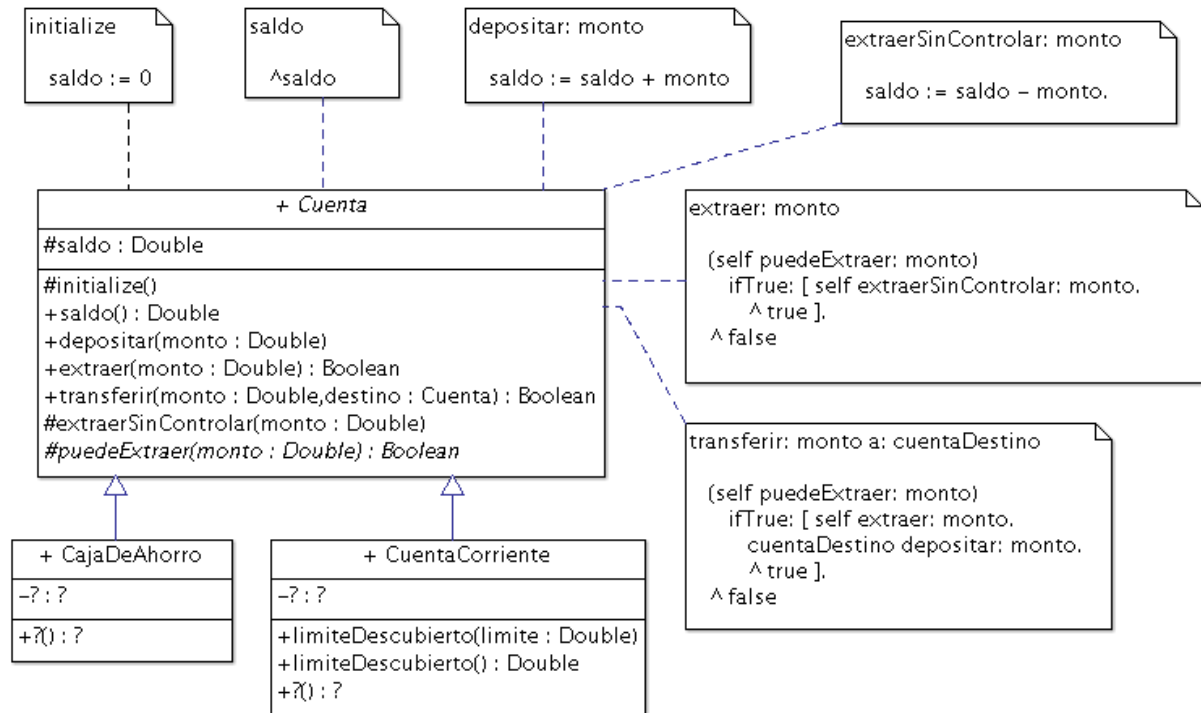 initialize
saldo := 0
saldo
^saldo
depositar: monto
saldo := saldo + monto
extraerSinControlar: monto
saldo := saldo – monto.
+ Cuenta
#saldo : Double
#initialize()
+saldo() : Double
+depositar(monto : Double)
+extraer(monto : Double) : Boolean
+transferir(monto : Double,destino : Cuenta) : Boolean
#extraerSinControlar(monto : Double)
#puedeExtraer(monto : Double) : Boolean
extraer: monto
(self puedeExtraer: monto)
ifTrue: [ self extraerSinControlar: monto.
^ true ].
^ false
transferir: monto a: cuentaDestino
(self puedeExtraer: monto)
ifTrue: [ self extraer: monto.
cuentaDestino depositar: monto.
^ true ].
^ false
+ CajaDeAhorro
–? : ?
+?() : ?
+ CuentaCorriente
–? : ?
+limiteDescubierto(limite : Double)
+limiteDescubierto() : Double
+?() : ?